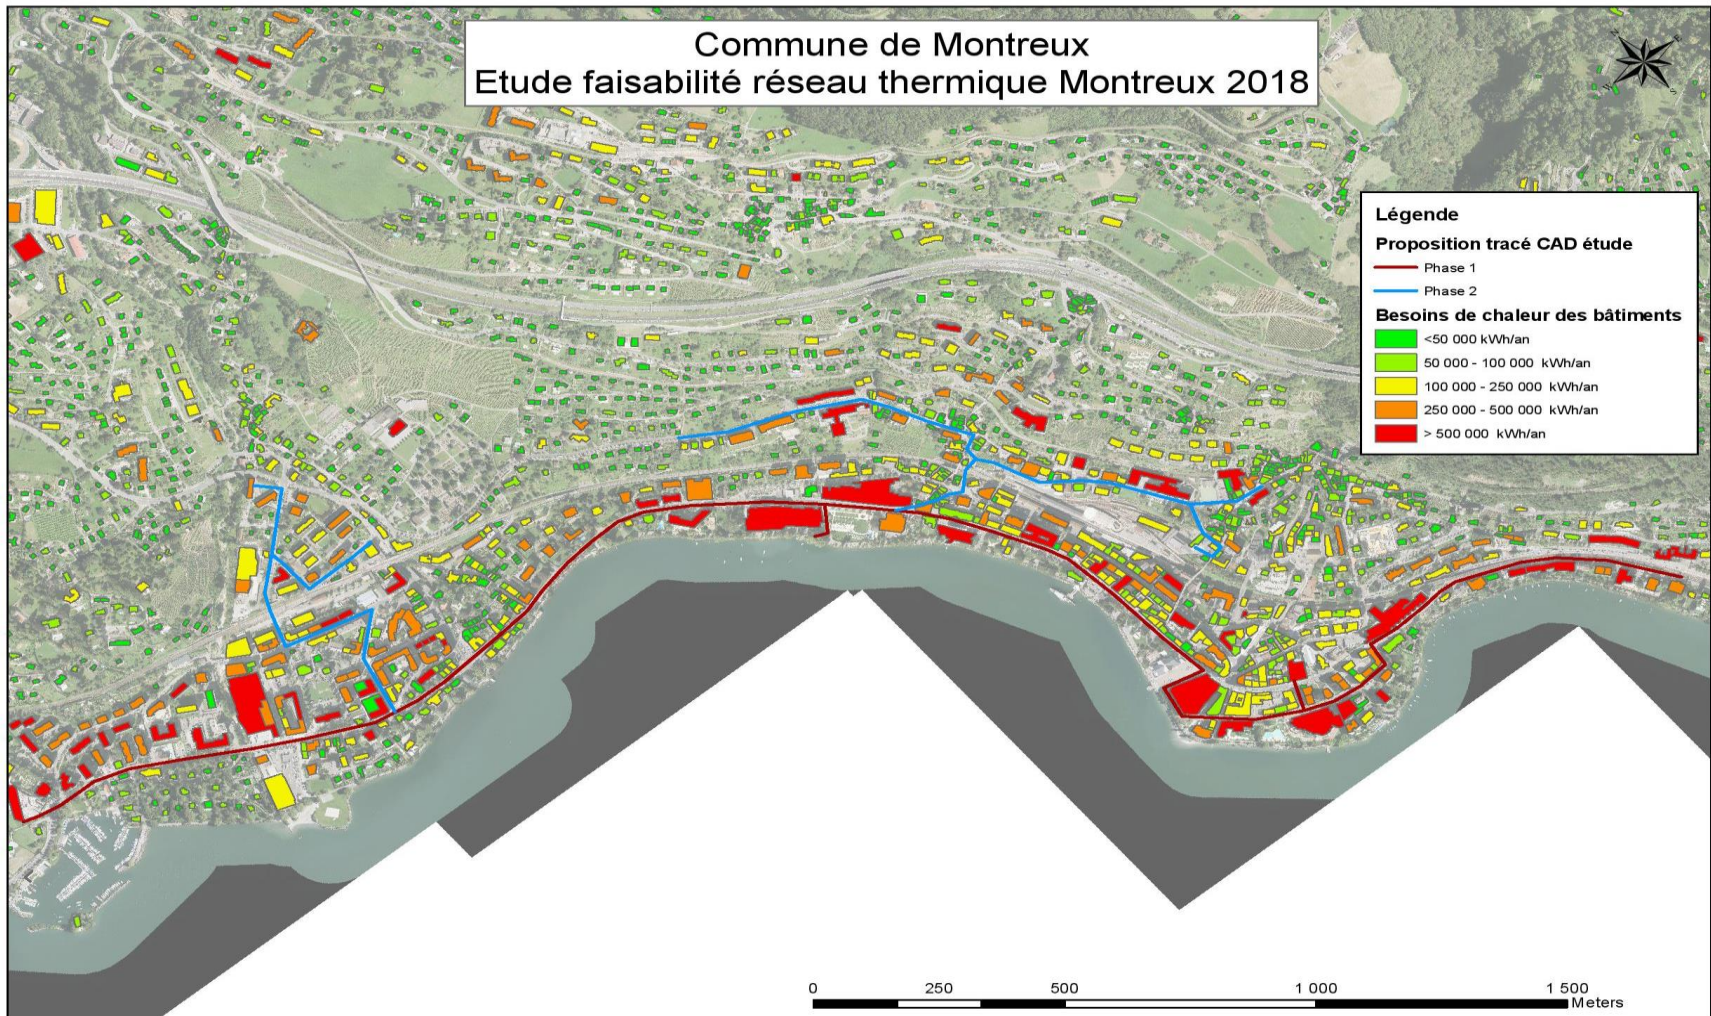 Commune de Montreux
Etude faisabilité réseau thermique Montreux 2018
N
E
W
S
Légende
Proposition tracé CAD étude
Phase 1
Phase 2
Besoins de chaleur des bâtiments
<50 000 kWh/an
50 000 - 100 000 kWh/an
100 000 - 250 000 kWh/an
250 000 - 500 000 kWh/an
> 500 000 kWh/an
0 250 500 1 000 1 500
Meters